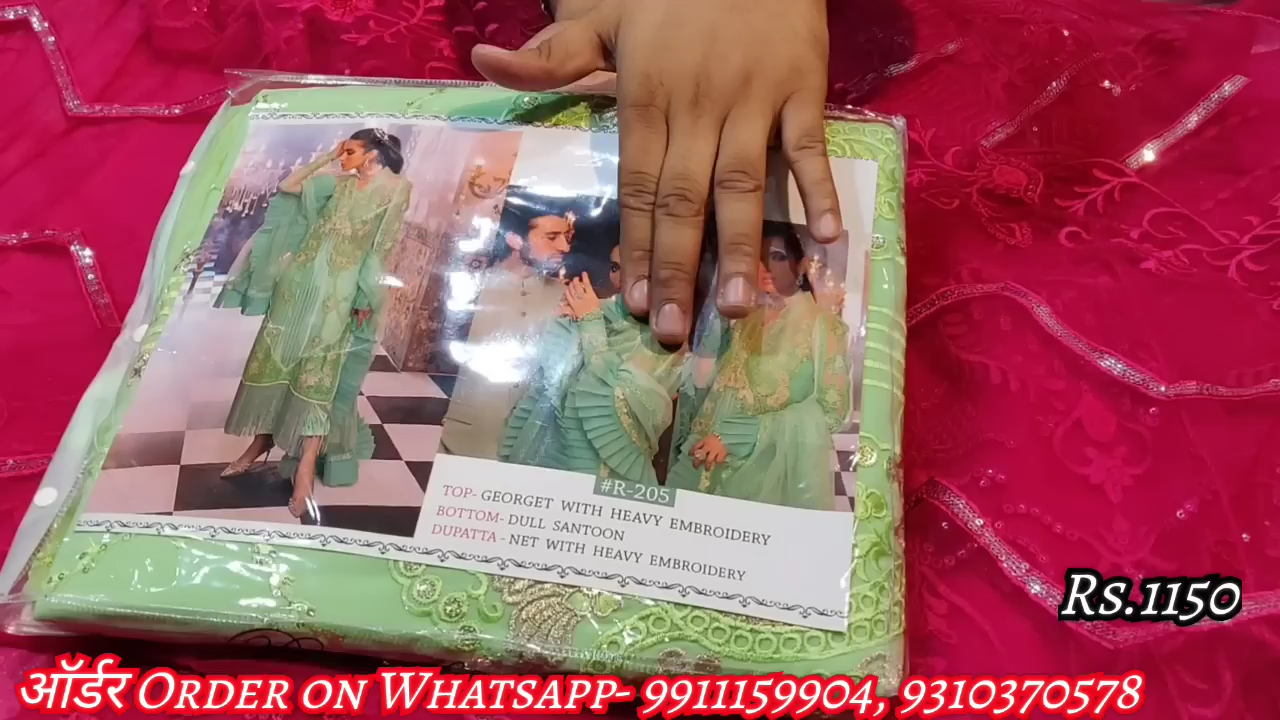 #R-205
TOP- GEORGET WITH HEAVY EMBROIDERY
BOTTOM- DULL SANTOON
DUPATTA - NET WITH HEAVY EMBROIDERY
Rs.1150
ऑर्डर Order on Whatsapp- 9911159904, 9310370578